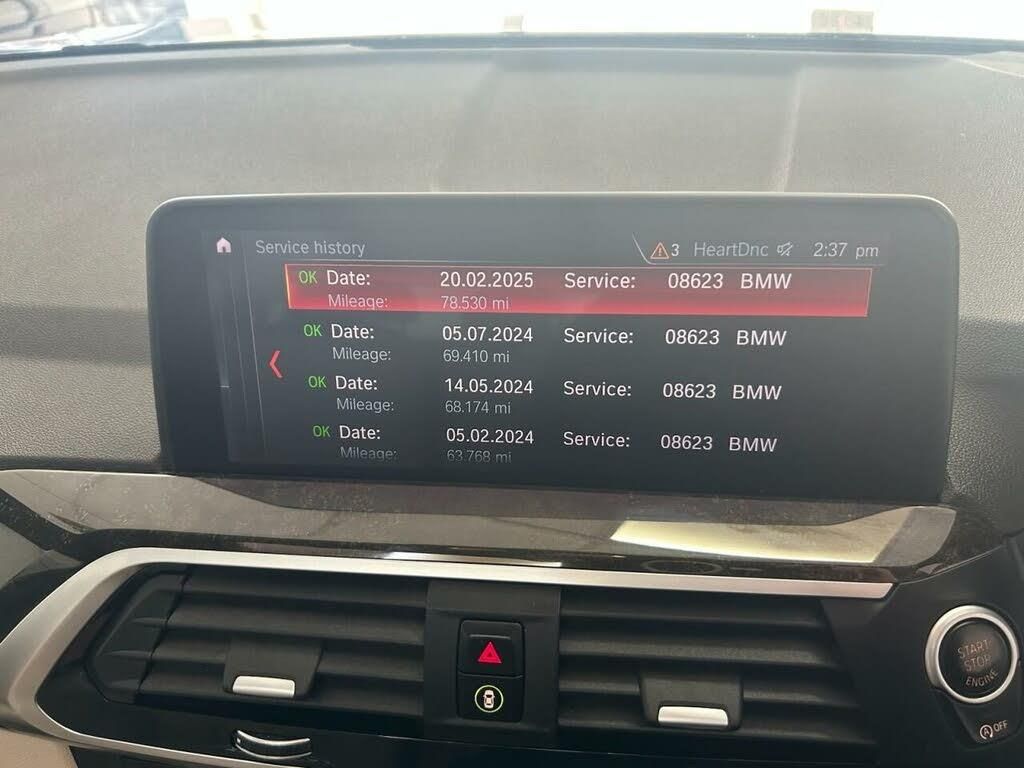 Service history
3 HeartDnc 2:37 pm
OK Date: 20.02.2025 Service: 08623 BMW
Mileage: 78.530 mi
OK Date: 05.07.2024 Service: 08623 BMW
Mileage: 69.410 mi
OK Date: 14.05.2024 Service: 08623 BMW
Mileage: 68.174 mi
OK Date: 05.02.2024 Service: 08623 BMW
Mileage: 63.768 mi
START
STOP
ENGINE
A OFF